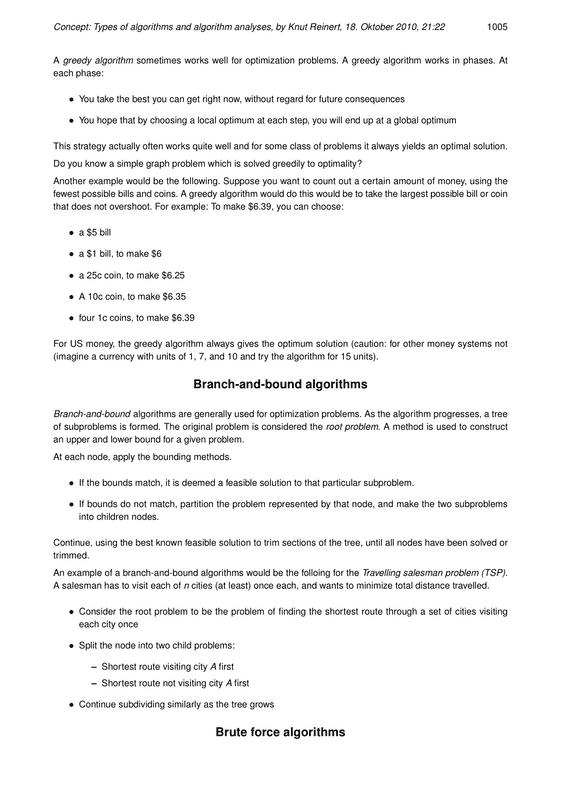 Concept: Types of algorithms and algorithm analyses, by Knut Reinert, 18. Oktober 2010, 21:22 1005
A greedy algorithm sometimes works well for optimization problems. A greedy algorithm works in phases. At
each phase:
• You take the best you can get right now, without regard for future consequences
• You hope that by choosing a local optimum at each step, you will end up at a global optimum
This strategy actually often works quite well and for some class of problems it always yields an optimal solution.
Do you know a simple graph problem which is solved greedily to optimality?
Another example would be the following. Suppose you want to count out a certain amount of money, using the
fewest possible bills and coins. A greedy algorithm would do this would be to take the largest possible bill or coin
that does not overshoot. For example: To make $6.39, you can choose:
• a $5 bill
• a $1 bill, to make $6
• a 25c coin, to make $6.25
• A 10c coin, to make $6.35
• four 1c coins, to make $6.39
For US money, the greedy algorithm always gives the optimum solution (caution: for other money systems not
(imagine a currency with units of 1, 7, and 10 and try the algorithm for 15 units).
Branch-and-bound algorithms
Branch-and-bound algorithms are generally used for optimization problems. As the algorithm progresses, a tree
of subproblems is formed. The original problem is considered the root problem. A method is used to construct
an upper and lower bound for a given problem.
At each node, apply the bounding methods.
• If the bounds match, it is deemed a feasible solution to that particular subproblem.
• If bounds do not match, partition the problem represented by that node, and make the two subproblems
into children nodes.
Continue, using the best known feasible solution to trim sections of the tree, until all nodes have been solved or
trimmed.
An example of a branch-and-bound algorithms would be the folloing for the Travelling salesman problem (TSP).
A salesman has to visit each of n cities (at least) once each, and wants to minimize total distance travelled.
• Consider the root problem to be the problem of finding the shortest route through a set of cities visiting
each city once
• Split the node into two child problems:
– Shortest route visiting city A first
– Shortest route not visiting city A first
• Continue subdividing similarly as the tree grows
Brute force algorithms